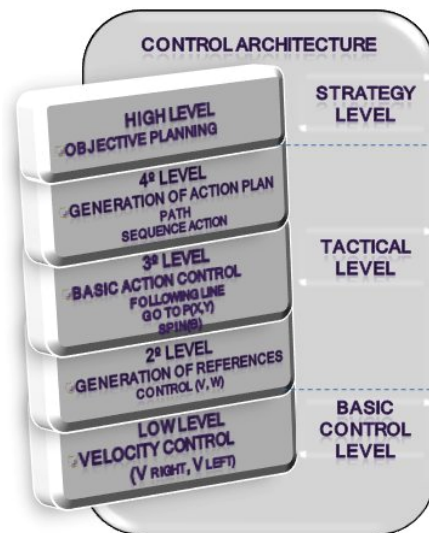 CONTROL ARCHITECTURE
HIGH LEVEL
OBJECTIVE PLANNING
STRATEGY
LEVEL
4º LEVEL
GENERATION OF ACTION PLAN
PATH
SEQUENCE ACTION
3º LEVEL
BASIC ACTION CONTROL
FOLLOWING LINE
GO TO P(X,Y)
SPIN(B)
TACTICAL
LEVEL
2º LEVEL
GENERATION OF REFERENCES
CONTROL (V, W)
LOW LEVEL
VELOCITY CONTROL
(V RIGHT, V LEFT)
BASIC
CONTROL
LEVEL